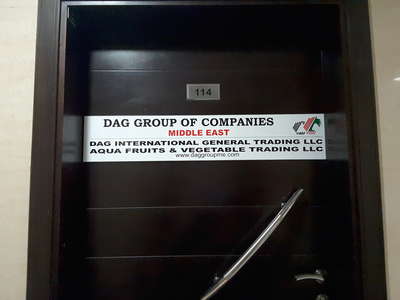 114
DAG GROUP OF COMPANIES
MIDDLE EAST
DAG INTERNATIONAL GENERAL TRADING LLC
AQUA FRUITS & VEGETABLE TRADING LLC
www.daggroupme.com